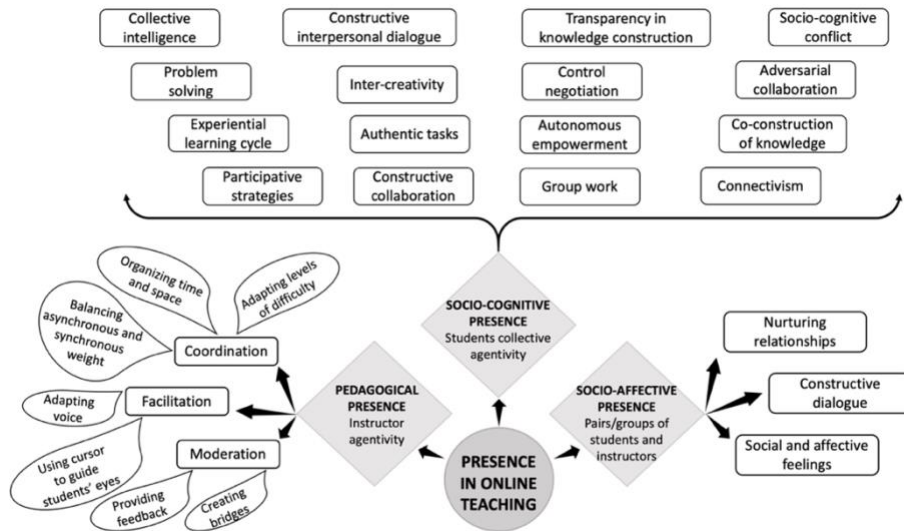 Collective
intelligence
Constructive
interpersonal dialogue
Transparency in
knowledge construction
Socio-cognitive
conflict
Problem
solving
Inter-creativity
Control
negotiation
Adversarial
collaboration
Experiential
learning cycle
Authentic tasks
Autonomous
empowerment
Co-construction
of knowledge
Participative
strategies
Constructive
collaboration
Group work
Connectivism
Organizing time
and space
Adapting levels
of difficulty
Balancing
asynchronous and
synchronous
weight
Coordination
Adapting
voice
Facilitation
Using cursor
to guide
students' eyes
Moderation
Providing
feedback
Creating
bridges
PEDAGOGICAL
PRESENCE
Instructor
agentivity
SOCIO-COGNITIVE
PRESENCE
Students collective
agentivity
SOCIO-AFFECTIVE
PRESENCE
Pairs/groups of
students and
instructors
Nurturing
relationships
Constructive
dialogue
Social and affective
feelings
PRESENCE
IN ONLINE
TEACHING